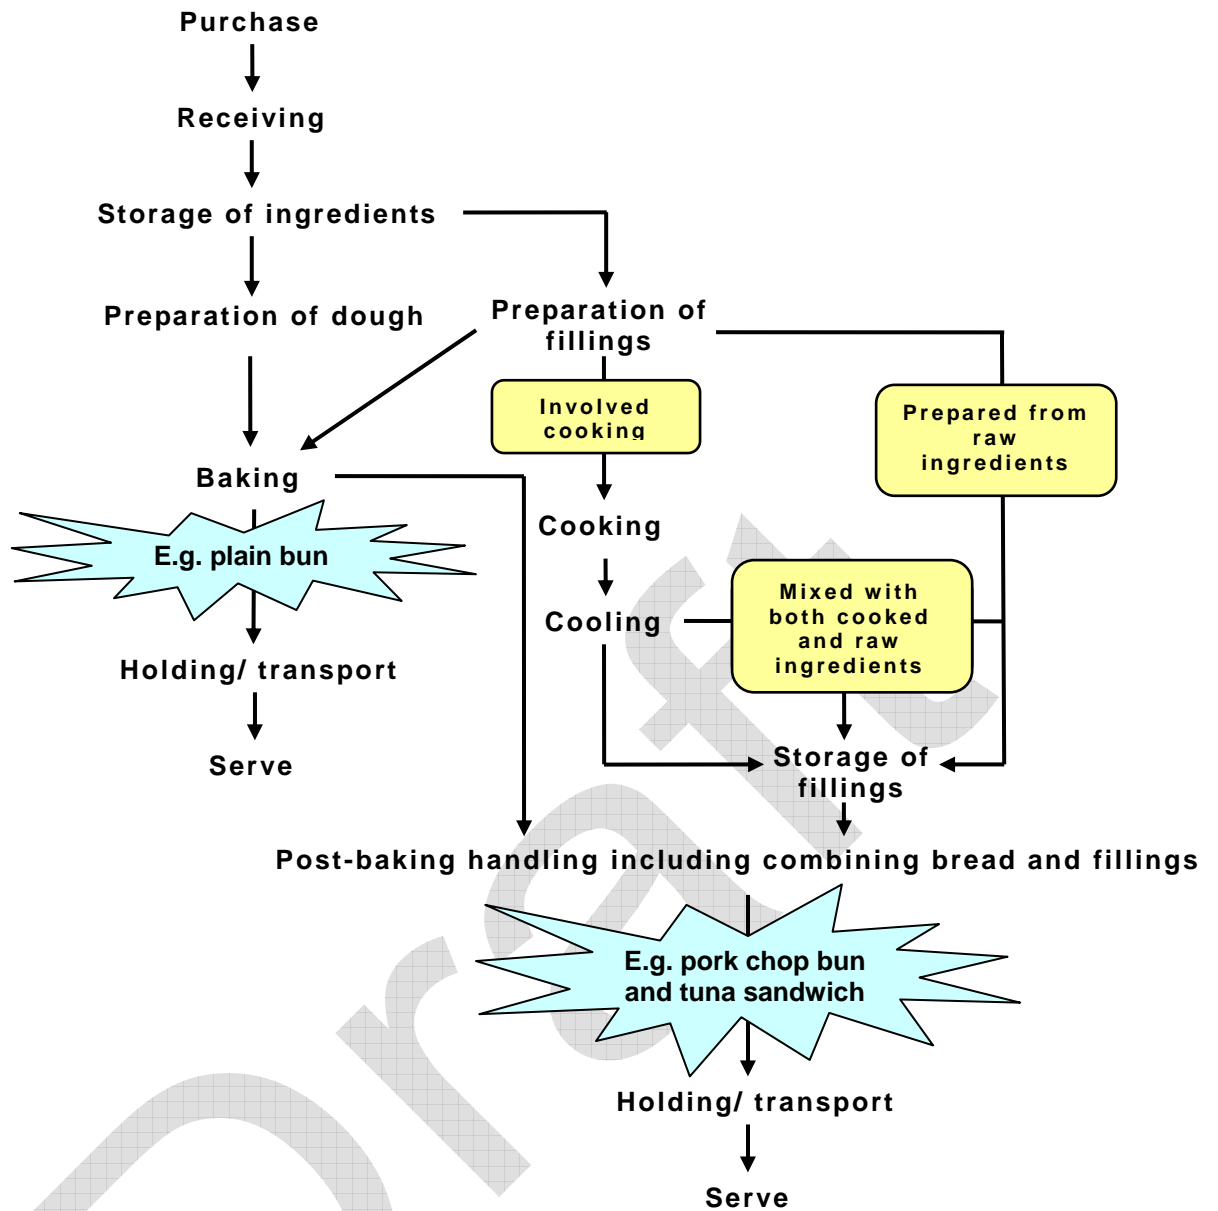 Purchase
Receiving
Storage of ingredients
Preparation of dough
Preparation of
fillings
Involved
cooking
Prepared from
raw
ingredients
Baking
Cooking
E.g. plain bun
Mixed with
both cooked
and raw
ingredients
Cooling
Holding/ transport
Serve
Storage of
fillings
Post-baking handling including combining bread and fillings
E.g. pork chop bun
and tuna sandwich
Holding/ transport
Serve
Draft